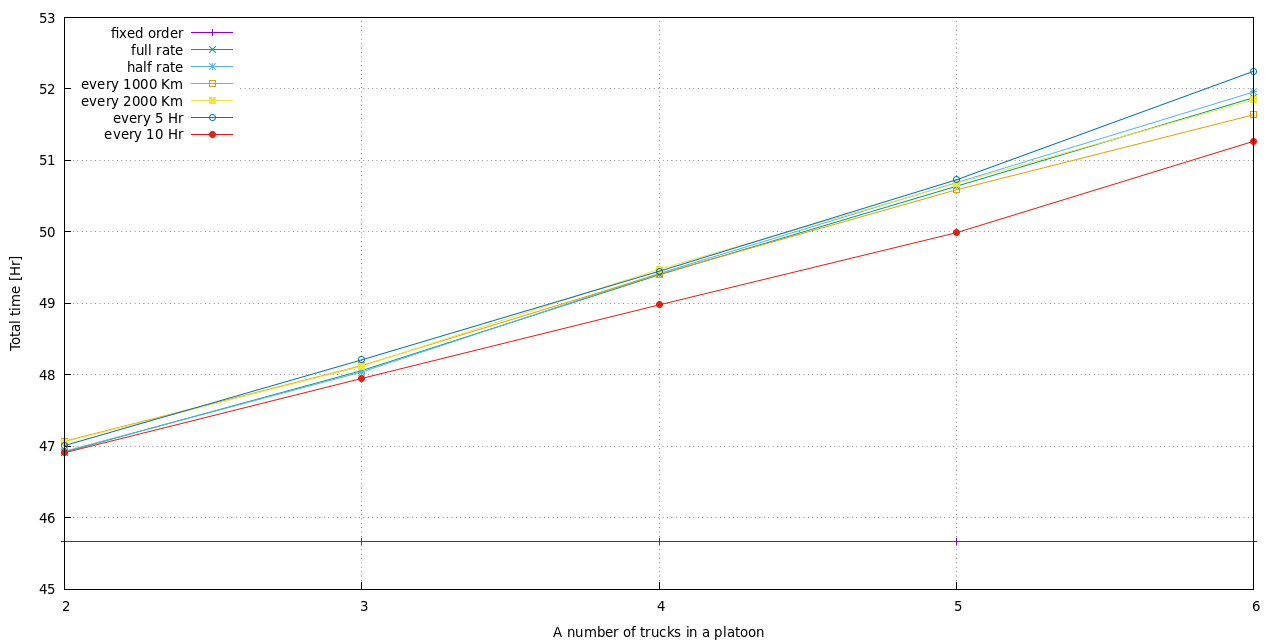 53
52
51
50
49
48
47
46
45
Total time [Hr]
fixed order
full rate
half rate
every 1000 Km
every 2000 Km
every 5 Hr
every 10 Hr
2 3 4 5 6
A number of trucks in a platoon